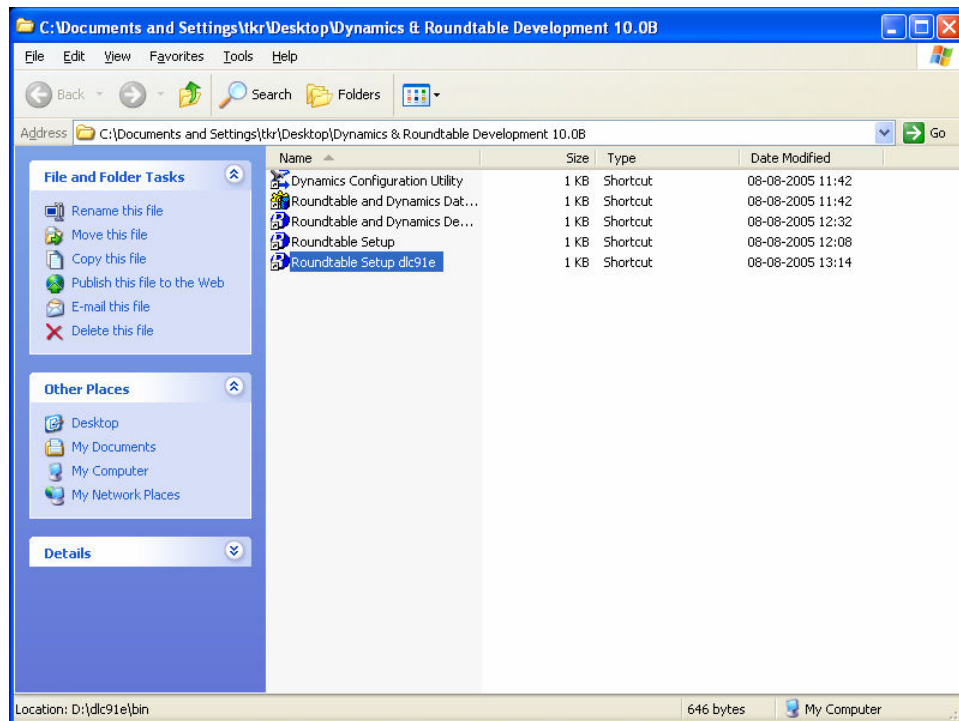 C:\Documents and Settings\tkr\Desktop\Dynamics & Roundtable Development 10.0B
File Edit View Favorites Tools Help
Back Search Folders
Address C:\Documents and Settings\tkr\Desktop\Dynamics & Roundtable Development 10.0B Go
Name Size Type Date Modified
File and Folder Tasks
Rename this file
Move this file
Copy this file
Publish this file to the Web
E-mail this file
Delete this file
Other Places
Desktop
My Documents
My Computer
My Network Places
Details
Dynamics Configuration Utility 1 KB Shortcut 08-08-2005 11:42
Roundtable and Dynamics Dat... 1 KB Shortcut 08-08-2005 11:42
Roundtable and Dynamics De... 1 KB Shortcut 08-08-2005 12:32
Roundtable Setup 1 KB Shortcut 08-08-2005 12:08
Roundtable Setup dlc91e 1 KB Shortcut 08-08-2005 13:14
Location: D:\dlc91e\bin 646 bytes My Computer